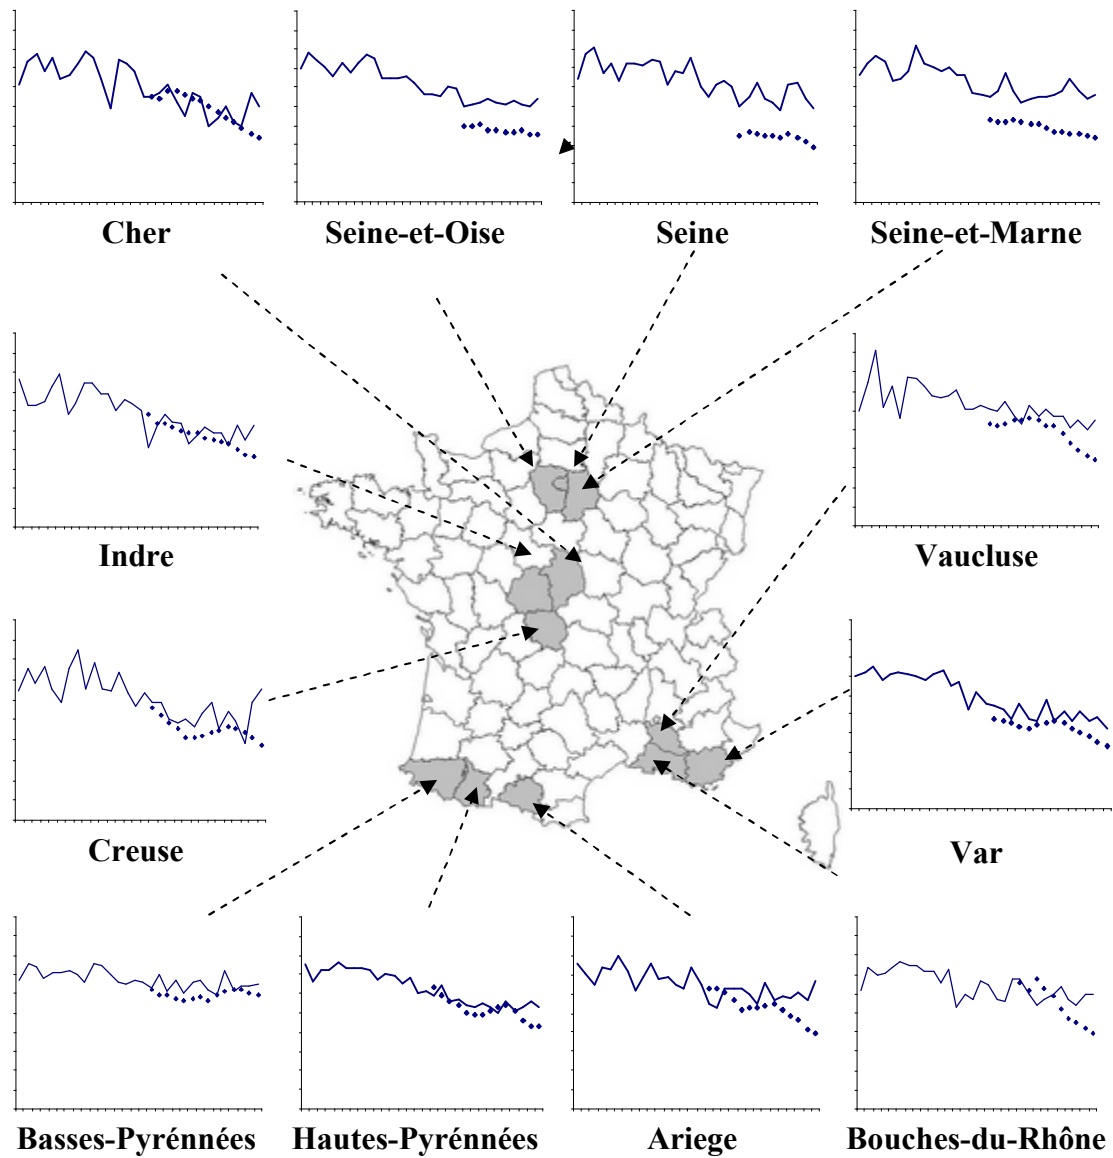 Cher
Seine-et-Oise
Seine
Seine-et-Marne
Indre
Vaucluse
Creuse
Var
Basses-Pyrénnées
Hautes-Pyrénnées
Ariege
Bouches-du-Rhône